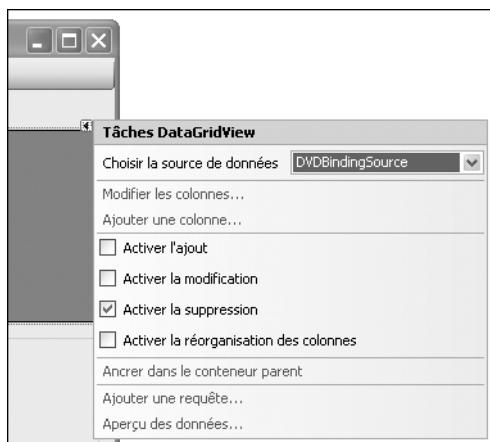 Tâches DataGridView
Choisir la source de données DVDBindingSource
Modifier les colonnes...
Ajouter une colonne...
Activer l'ajout
Activer la modification
Activer la suppression
Activer la réorganisation des colonnes
Ancrer dans le conteneur parent
Ajouter une requête...
Aperçu des données...